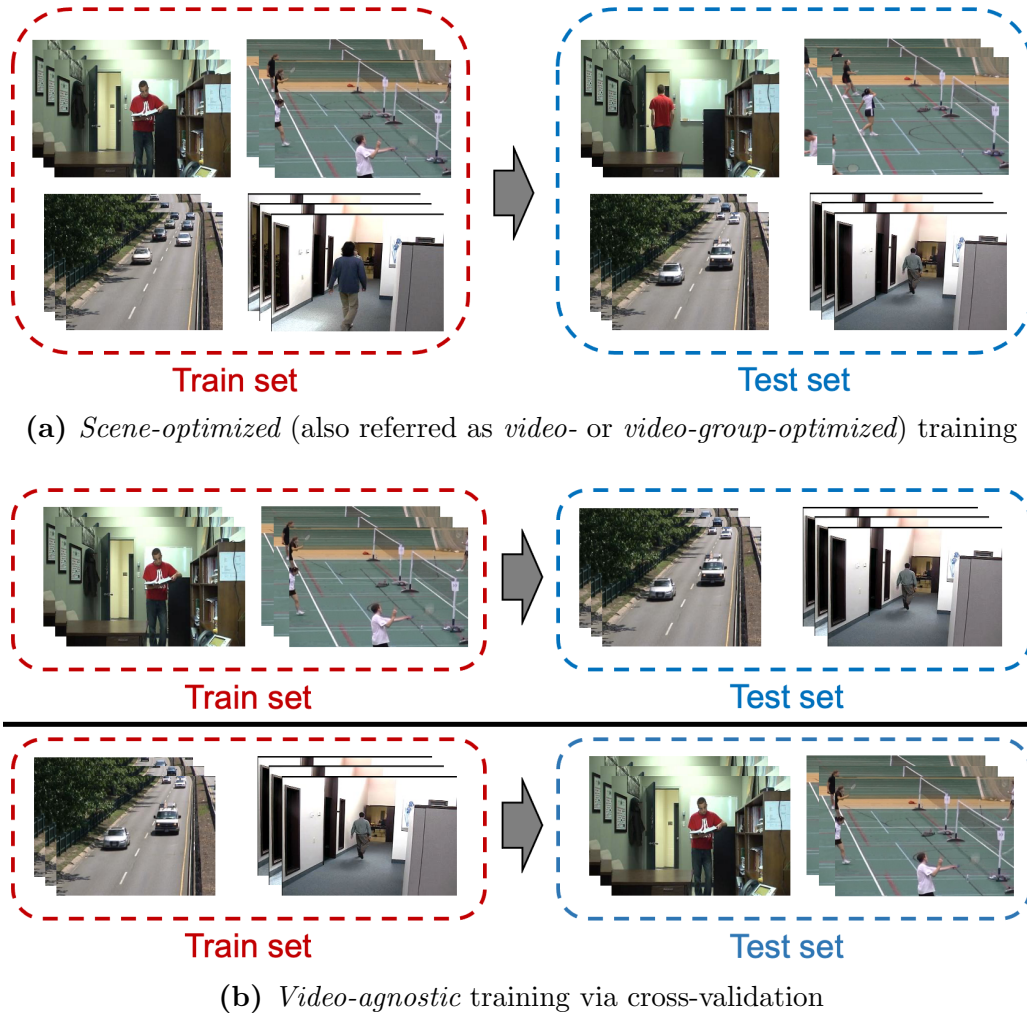 Train set
Test set
(a) Scene-optimized (also referred as video- or video-group-optimized) training
Train set
Test set
Train set
Test set
(b) Video-agnostic training via cross-validation